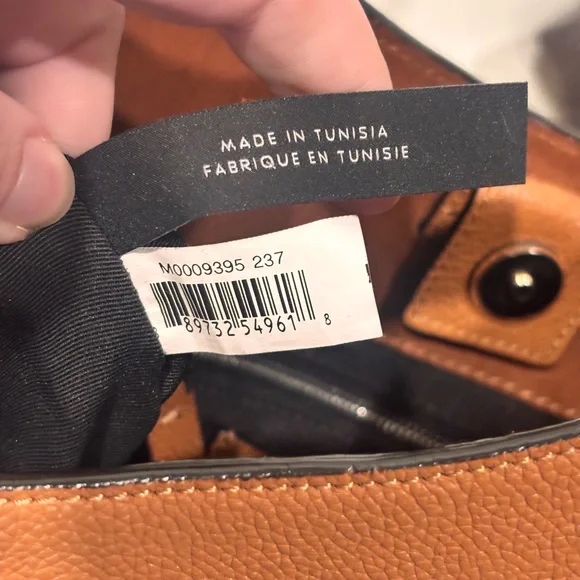 MADE IN TUNISIA
FABRIQUE EN TUNISIE
M0009395 237
89732 54961 8